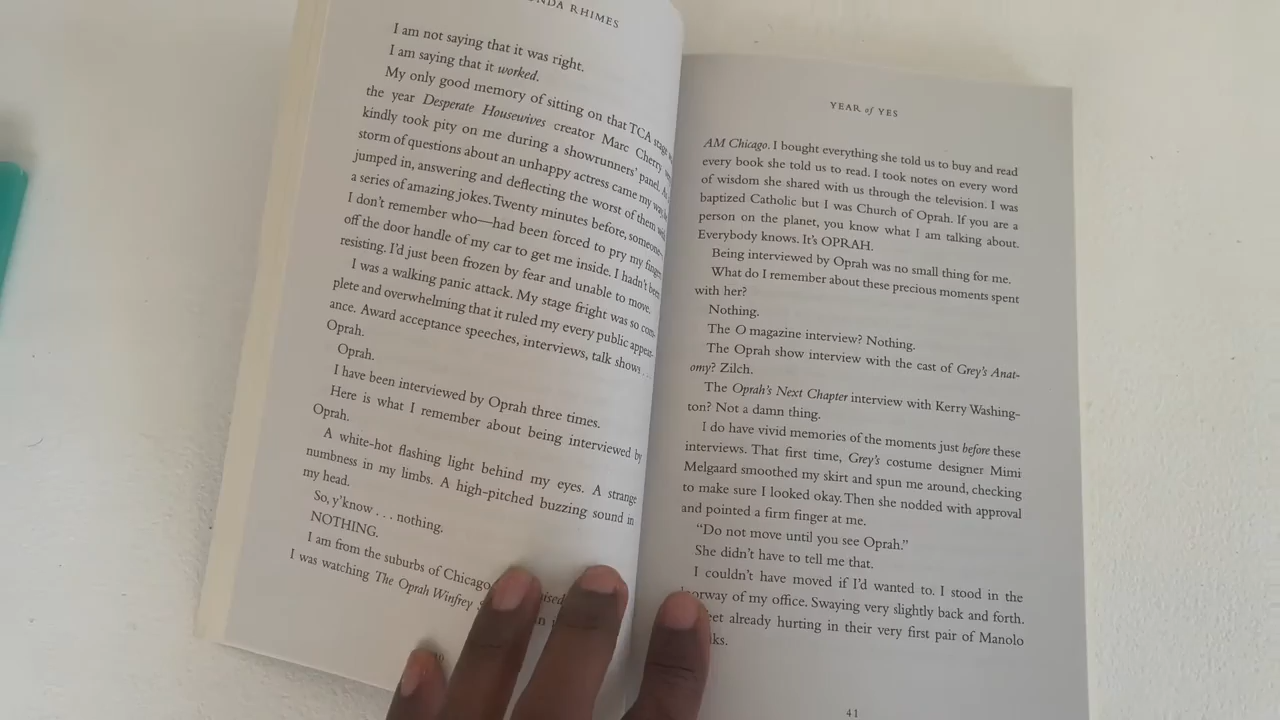 NDA RHIMES
I am not saying that it was right.
I am saying that it worked.
My only good memory of sitting on that TCA stage
the year Desperate Housewives creator Marc Cherry
kindly took pity on me during a showrunners' panel.
storm of questions about an unhappy actress came my way
jumped in, answering and deflecting the worst of them
a series of amazing jokes. Twenty minutes before, someone—
I don't remember who—had been forced to pry my fingers
off the door handle of my car to get me inside. I hadn't been
resisting. I'd just been frozen by fear and unable to move.
I was a walking panic attack. My stage fright was so com-
plete and overwhelming that it ruled my every public appear-
ance. Award acceptance speeches, interviews, talk shows . . .
Oprah.
Oprah.
I have been interviewed by Oprah three times.
Here is what I remember about being interviewed by
Oprah.
A white-hot flashing light behind my eyes. A strange
numbness in my limbs. A high-pitched buzzing sound in
my head.
So, y'know . . . nothing.
NOTHING.
I am from the suburbs of Chicago
I was watching The Oprah Winfrey
YEAR of YES
AM Chicago. I bought everything she told us to buy and read
every book she told us to read. I took notes on every word
of wisdom she shared with us through the television. I was
baptized Catholic but I was Church of Oprah. If you are a
person on the planet, you know what I am talking about.
Everybody knows. It's OPRAH.
Being interviewed by Oprah was no small thing for me.
What do I remember about these precious moments spent
with her?
Nothing.
The O magazine interview? Nothing.
The Oprah show interview with the cast of Grey's Anat-
omy? Zilch.
The Oprah's Next Chapter interview with Kerry Washing-
ton? Not a damn thing.
I do have vivid memories of the moments just before these
interviews. That first time, Grey's costume designer Mimi
Melgaard smoothed my skirt and spun me around, checking
to make sure I looked okay. Then she nodded with approval
and pointed a firm finger at me.
"Do not move until you see Oprah."
She didn't have to tell me that.
I couldn't have moved if I'd wanted to. I stood in the
orway of my office. Swaying very slightly back and forth.
eet already hurting in their very first pair of Manolo
ks.
41